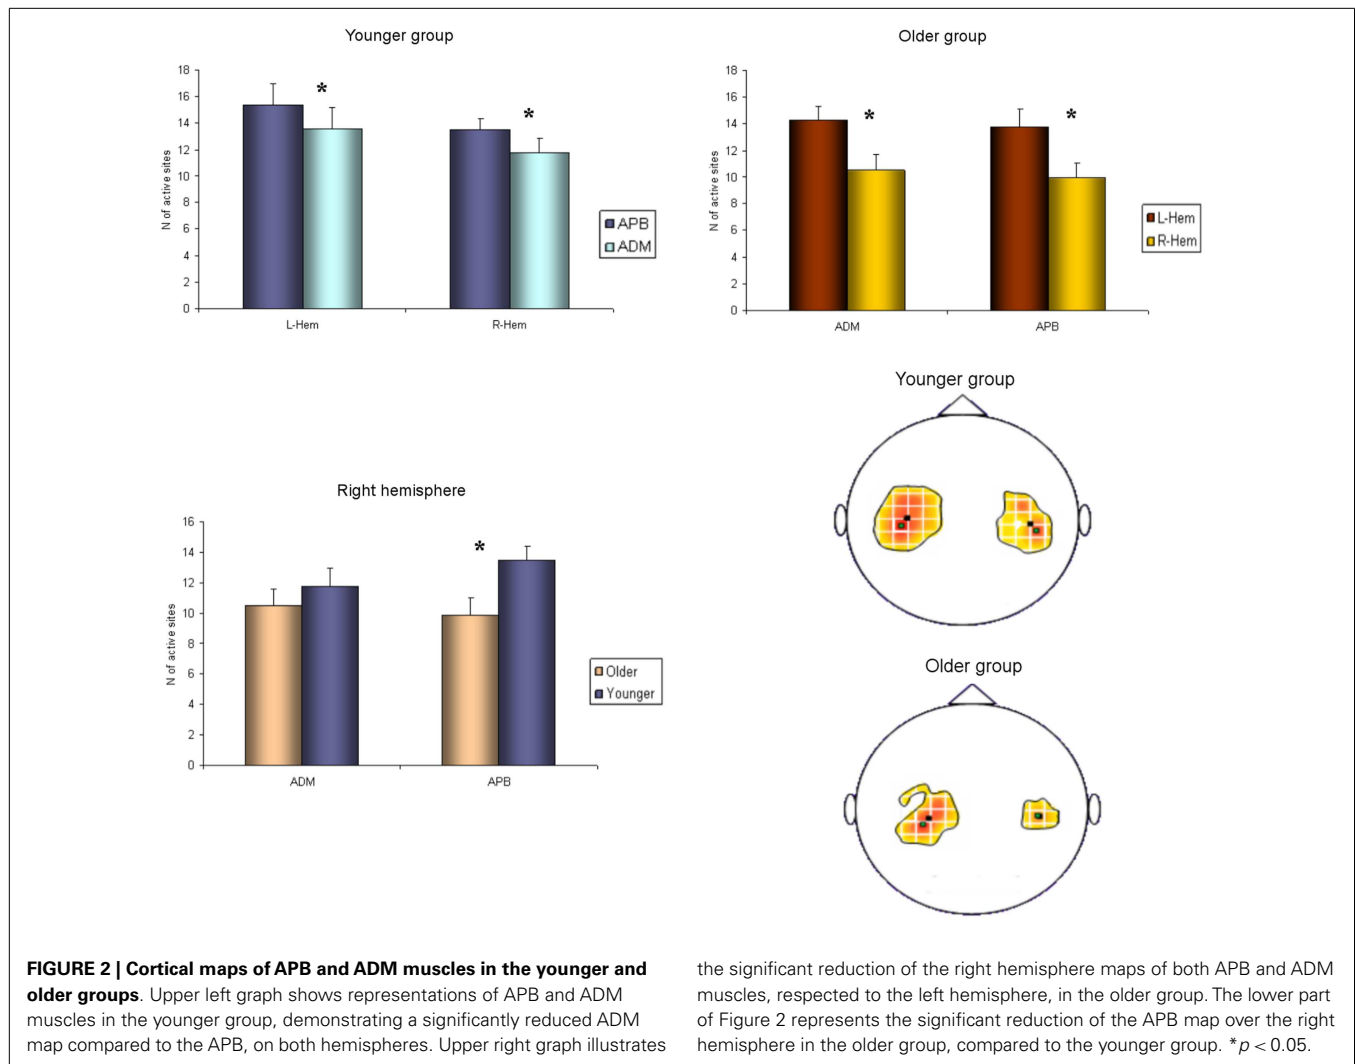 Younger group
18
16
14
12
10
8
6
4
2
0
N of active sites
*
*
L-Hem
R-Hem
APB
ADM
Older group
18
16
14
12
10
8
6
4
2
0
N of active sites
*
*
ADM
APB
L-Hem
R-Hem
Right hemisphere
16
14
12
10
8
6
4
2
0
N of active sites
*
ADM
APB
Older
Younger
Younger group
Older group
FIGURE 2 | Cortical maps of APB and ADM muscles in the younger and
older groups. Upper left graph shows representations of APB and ADM
muscles in the younger group, demonstrating a significantly reduced ADM
map compared to the APB, on both hemispheres. Upper right graph illustrates
the significant reduction of the right hemisphere maps of both APB and ADM
muscles, respected to the left hemisphere, in the older group. The lower part
of Figure 2 represents the significant reduction of the APB map over the right
hemisphere in the older group, compared to the younger group. *p < 0.05.